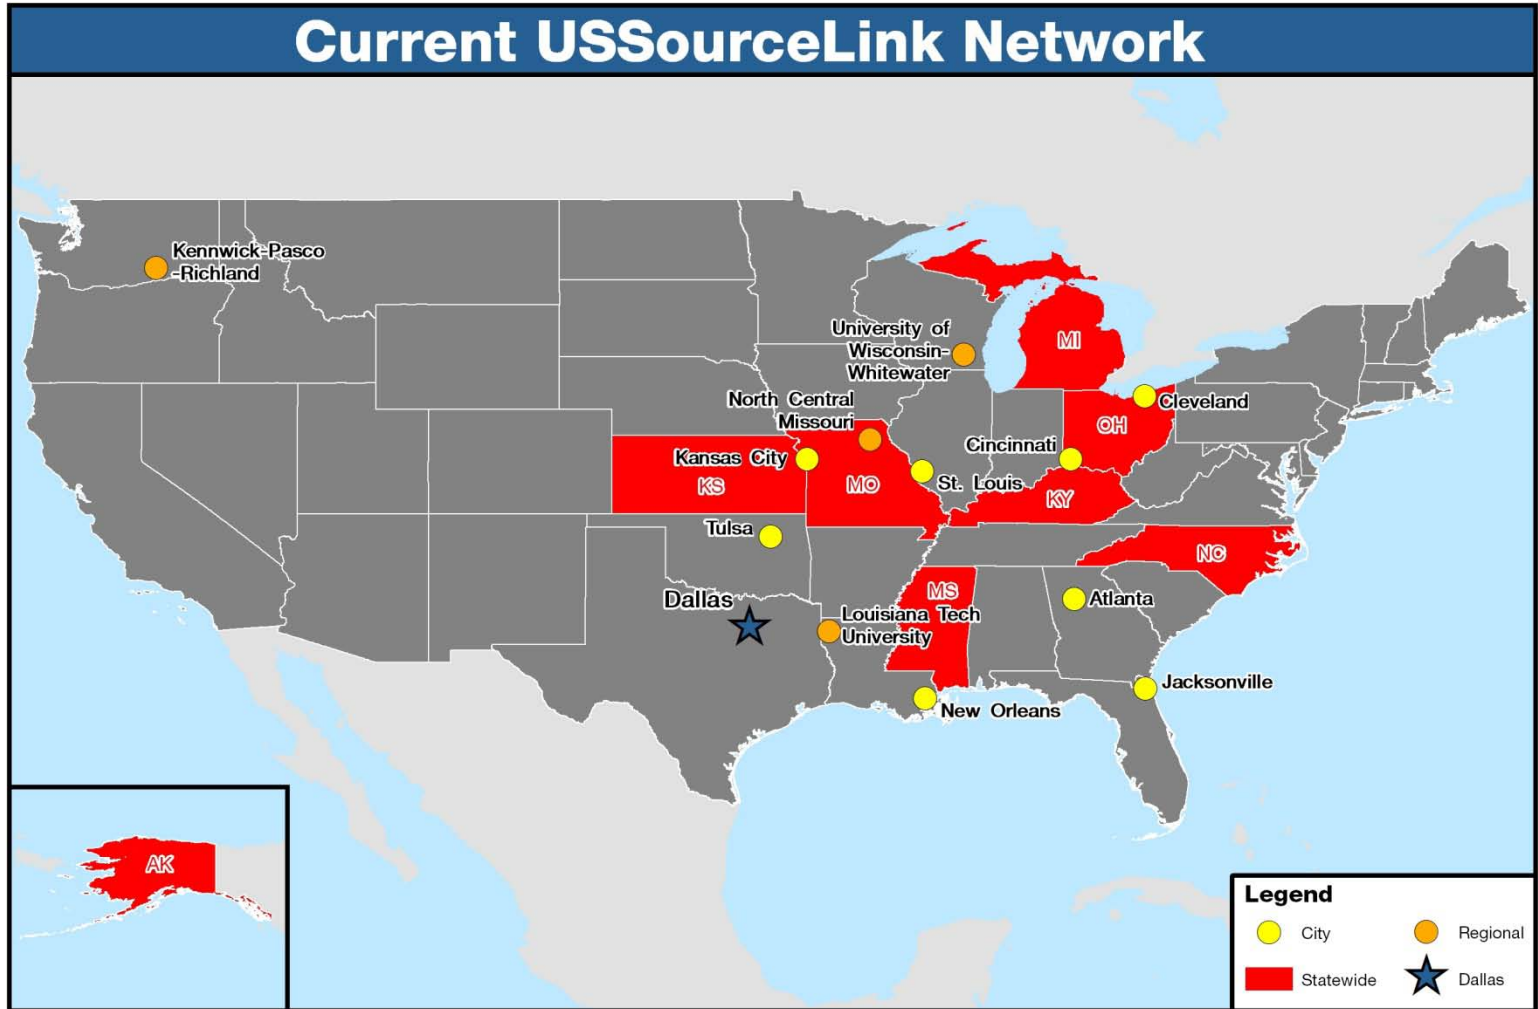 Current USSourceLink Network
Kennwick-Pasco
-Richland
University of
Wisconsin-
Whitewater
MI
North Central
Missouri
Cleveland
OH
Cincinnati
Kansas City
KS
MO
St. Louis
KY
Tulsa
NC
MS
Dallas
Atlanta
Louisiana Tech
University
Jacksonville
New Orleans
AK
Legend
City
Regional
Statewide
Dallas